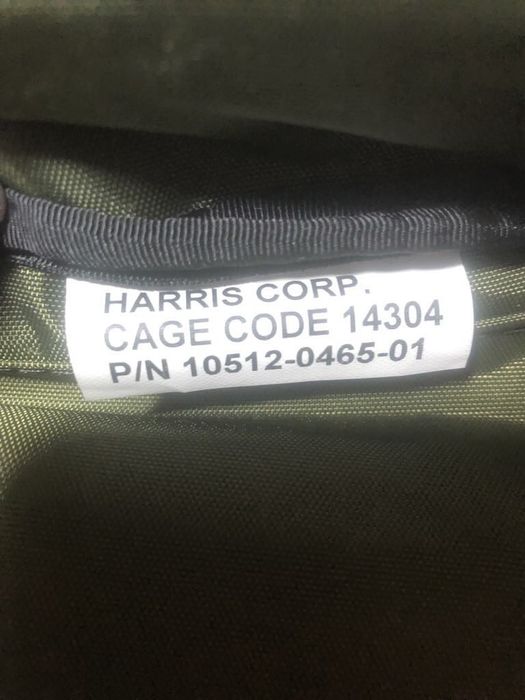 HARRIS CORP.
CAGE CODE 14304
P/N 10512-0465-01